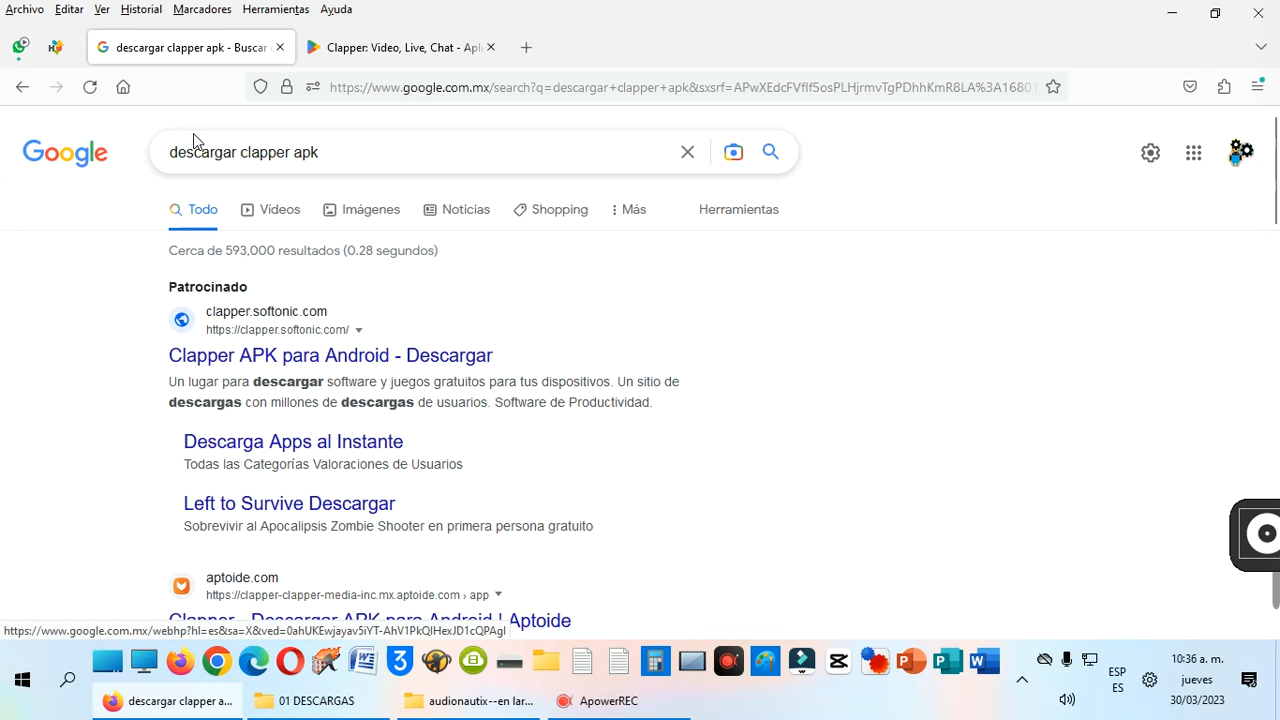 Archivo Editar Ver Historial Marcadores Herramientas Ayuda
descargar clapper apk - Buscar
Clapper: Video, Live, Chat - Apli
https://www.google.com.mx/search?q=descargar+clapper+apk&sxsrf=APwXEdcFVflf5osPLHjrmvTgPDhhKmR8LA%3A16801
Google
descargar clapper apk
Todo Vídeos Imágenes Noticias Shopping Más Herramientas
Cerca de 593,000 resultados (0.28 segundos)
Patrocinado
clapper.softonic.com
https://clapper.softonic.com/
Clapper APK para Android - Descargar
Un lugar para descargar software y juegos gratuitos para tus dispositivos. Un sitio de
descargas con millones de descargas de usuarios. Software de Productividad.
Descarga Apps al Instante
Todas las Categorías Valoraciones de Usuarios
Left to Survive Descargar
Sobrevivir al Apocalipsis Zombie Shooter en primera persona gratuito
aptoide.com
https://clapper-clapper-media-inc.mx.aptoide.com › app
Clapper - Descargar APK para Android | Aptoide
https://www.google.com.mx/webhp?hl=es&sa=X&ved=0ahUKEwjayav5iYT-AhV1PkQIHexJD1cQPAgI
ESP
ES
10:36 a. m.
jueves
30/03/2023
descargar clapper a...
01 DESCARGAS
audionautix--en lar...
ApowerREC